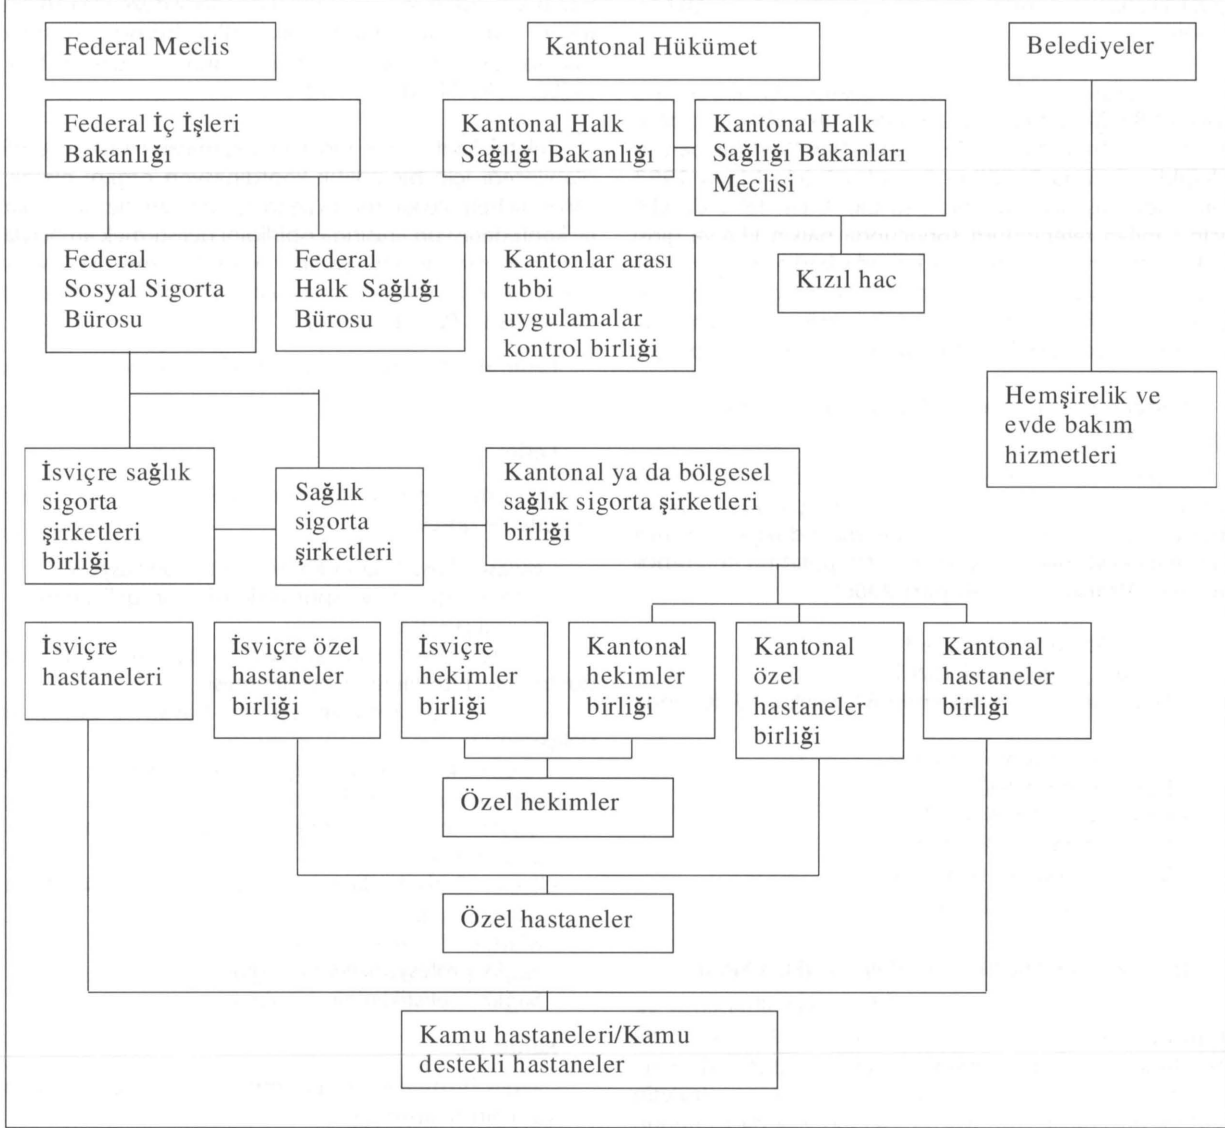 Federal Meclis
Kantonal Hükümet
Belediyeler
Federal İç İşleri
Bakanlığı
Kantonal Halk
Sağlığı Bakanlığı
Kantonal Halk
Sağlığı Bakanları
Meclisi
Federal
Sosyal Sigorta
Bürosu
Federal
Halk Sağlığı
Bürosu
Kantonlar arası
tıbbi
uygulamalar
kontrol birliği
Kızıl hac
Hemşirelik ve
evde bakım
hizmetleri
İsviçre sağlık
sigorta
şirketleri
birliği
Sağlık
sigorta
şirketleri
Kantonal ya da bölgesel
sağlık sigorta şirketleri
birliği
İsviçre
hastaneleri
İsviçre özel
hastaneler
birliği
İsviçre
hekimler
birliği
Kantonal
hekimler
birliği
Kantonal
özel
hastaneler
birliği
Kantonal
hastaneler
birliği
Özel hekimler
Özel hastaneler
Kamu hastaneleri/Kamu
destekli hastaneler